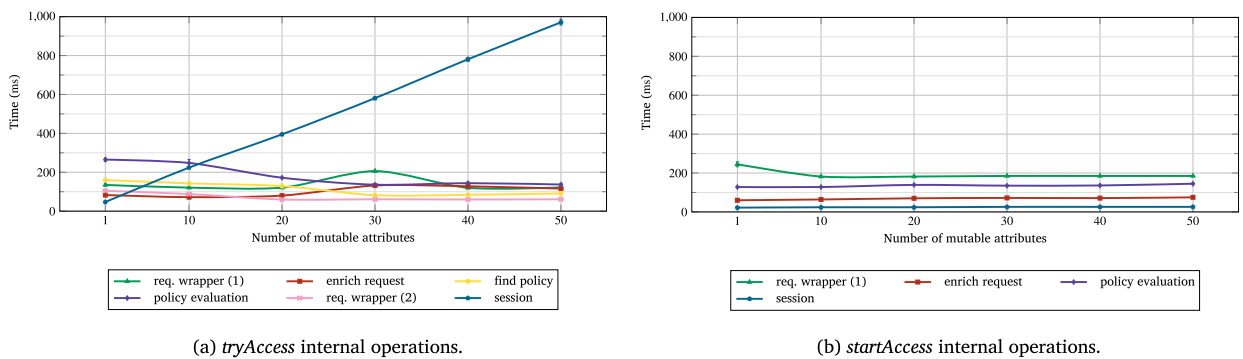 1,000
800
600
400
200
0
Time (ms)
1 10 20 30 40 50
Number of mutable attributes
req. wrapper (1) enrich request find policy
policy evaluation req. wrapper (2) session
(a) tryAccess internal operations.
1,000
800
600
400
200
0
Time (ms)
1 10 20 30 40 50
Number of mutable attributes
req. wrapper (1) enrich request policy evaluation
session
(b) startAccess internal operations.